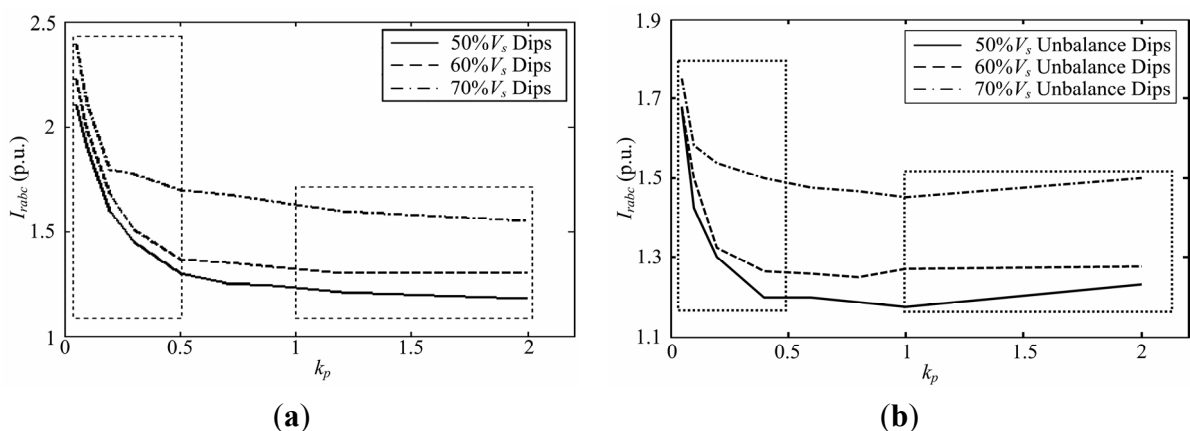 2.5
2
1.5
1
I_rabc (p.u.)
50%V_s Dips
60%V_s Dips
70%V_s Dips
0 0.5 1 1.5 2
k_p
(a)
1.9
1.7
1.5
1.3
1.1
I_rabc (p.u.)
50%V_s Unbalance Dips
60%V_s Unbalance Dips
70%V_s Unbalance Dips
0 0.5 1 1.5 2
k_p
(b)